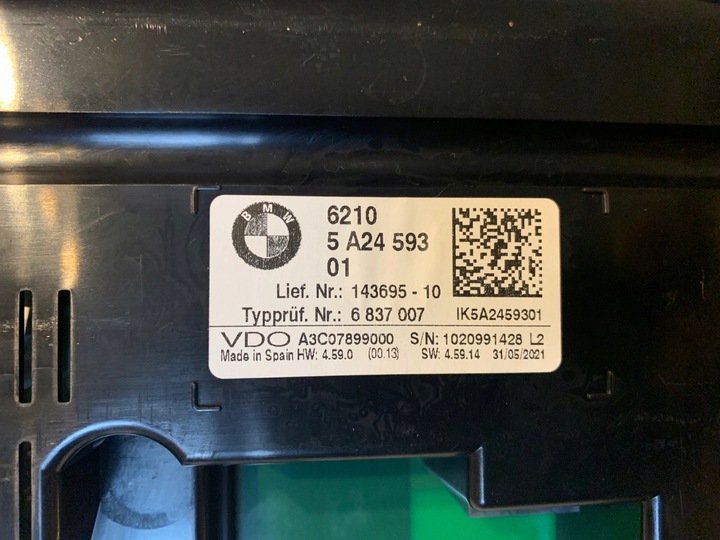 BMW
6210
5 A24 593
01
Lief. Nr.: 143695 - 10
Typprüf. Nr.: 6 837 007 IK5A2459301
VDO A3C07899000 S/N: 1020991428 L2
Made in Spain HW: 4.59.0 (00.13) SW: 4.59.14 31/05/2021